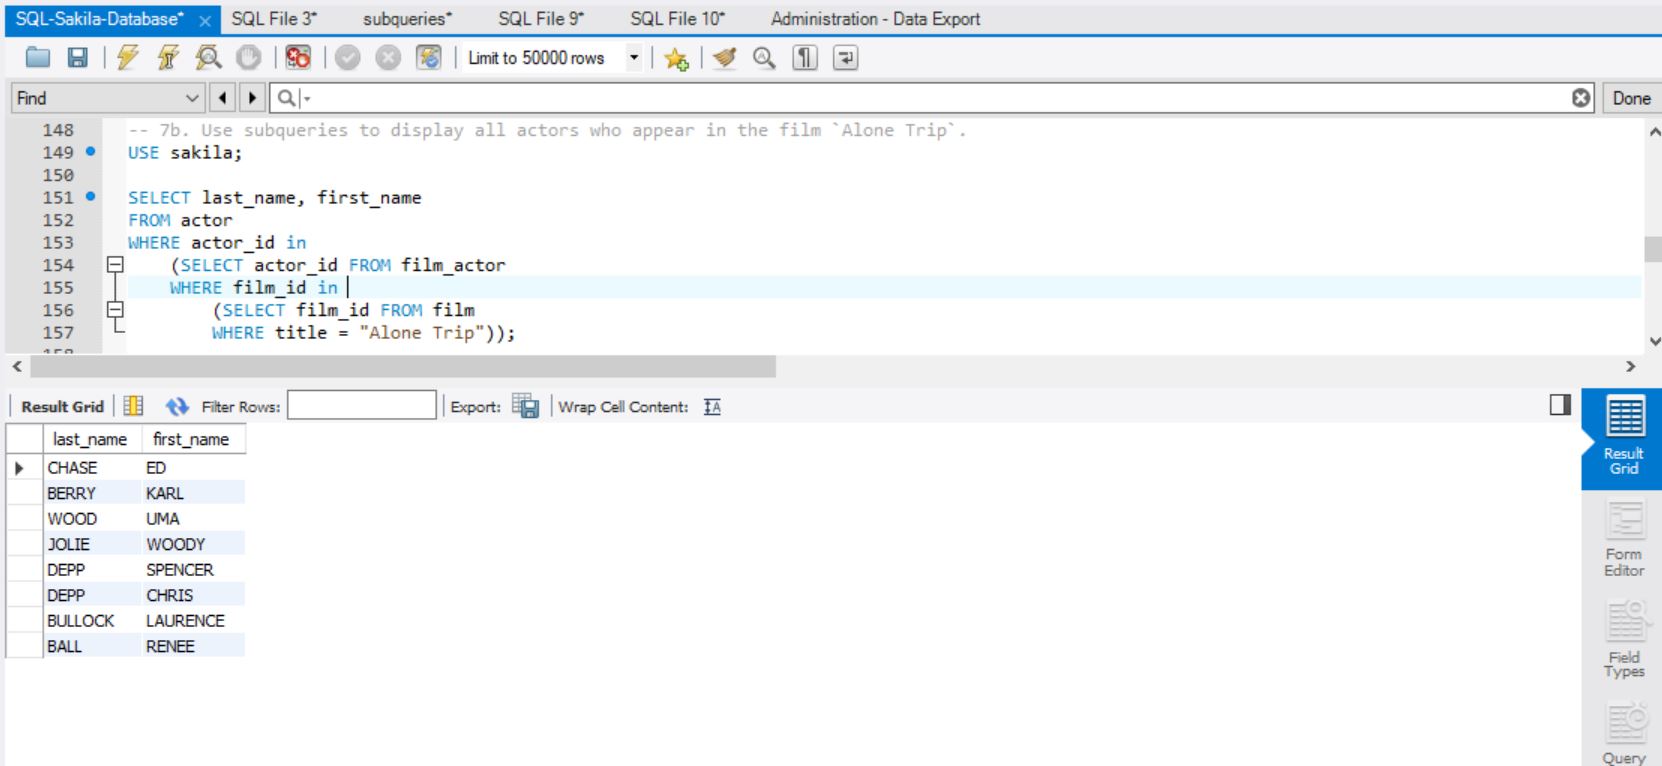 SQL-Sakila-Database* SQL File 3* subqueries* SQL File 9* SQL File 10* Administration - Data Export
Limit to 50000 rows
Find Done
148 -- 7b. Use subqueries to display all actors who appear in the film `Alone Trip`.
149 USE sakila;
150
151 SELECT last_name, first_name
152 FROM actor
153 WHERE actor_id in
154 (SELECT actor_id FROM film_actor
155 WHERE film_id in
156 (SELECT film_id FROM film
157 WHERE title = "Alone Trip"));
158
Result Grid Filter Rows: Export: Wrap Cell Content:
last_name first_name
CHASE ED
BERRY KARL
WOOD UMA
JOLIE WOODY
DEPP SPENCER
DEPP CHRIS
BULLOCK LAURENCE
BALL RENEE
Result
Grid
Form
Editor
Field
Types
Query